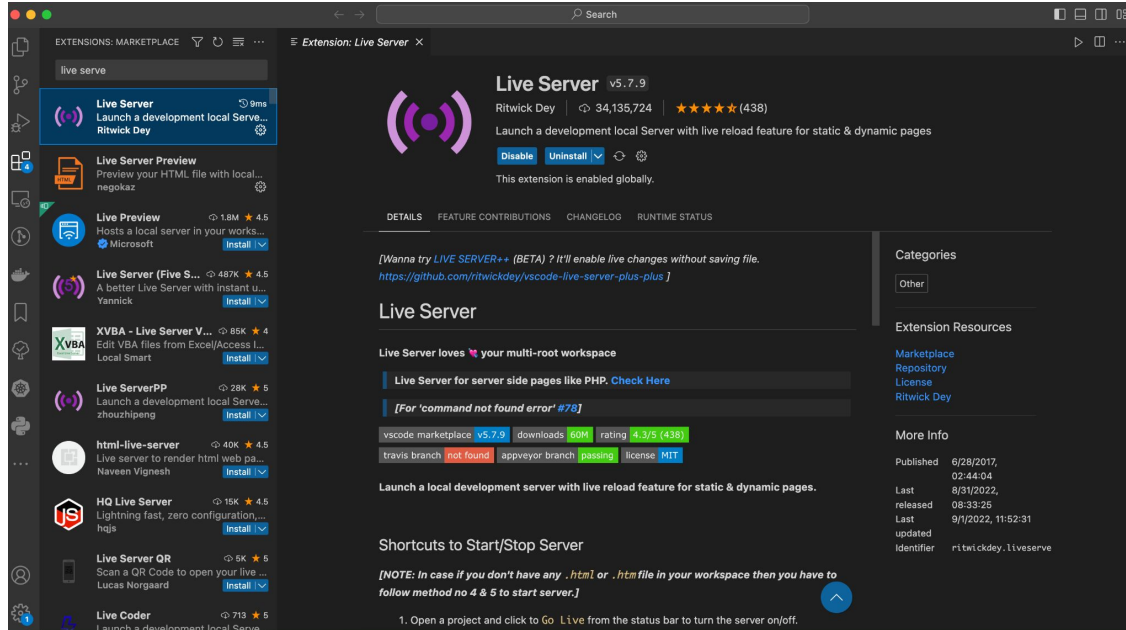 Search
EXTENSIONS: MARKETPLACE
live serve
Live Server 9ms
Launch a development local Serve...
Ritwick Dey
Live Server Preview
Preview your HTML file with local...
negokaz
Live Preview 1.8M ★ 4.5
Hosts a local server in your works...
Microsoft Install
Live Server (Five S... 487K ★ 4.5
A better Live Server with instant u...
Yannick Install
XVBA - Live Server V... 85K ★ 4
Edit VBA files from Excel/Access I...
Local Smart Install
Live ServerPP 28K ★ 5
Launch a development local Serve...
zhouzhipeng Install
html-live-server 40K ★ 4.5
Live server to render html web pa...
Naveen Vignesh Install
HQ Live Server 15K ★ 4.5
Lightning fast, zero configuration,...
hqjs Install
Live Server QR 5K ★ 5
Scan a QR Code to open your live ...
Lucas Norgaard Install
Live Coder 713 ★ 5
Launch a development local Serve...
HTML
XVBA
JS
5
4
1
Extension: Live Server ×
Live Server v5.7.9
Ritwick Dey 34,135,724 ★★★★★ (438)
Launch a development local Server with live reload feature for static & dynamic pages
Disable Uninstall
This extension is enabled globally.
DETAILS FEATURE CONTRIBUTIONS CHANGELOG RUNTIME STATUS
[Wanna try LIVE SERVER++ (BETA) ? It'll enable live changes without saving file.
https://github.com/ritwickdey/vscode-live-server-plus-plus ]
Live Server
Live Server loves 💘 your multi-root workspace
Live Server for server side pages like PHP. Check Here
[For 'command not found error' #78]
vscode marketplace v5.7.9 downloads 60M rating 4.3/5 (438)
travis branch not found appveyor branch passing license MIT
Launch a local development server with live reload feature for static & dynamic pages.
Shortcuts to Start/Stop Server
[NOTE: In case if you don't have any .html or .htm file in your workspace then you have to
follow method no 4 & 5 to start server.]
1. Open a project and click to Go Live from the status bar to turn the server on/off.
Categories
Other
Extension Resources
Marketplace
Repository
License
Ritwick Dey
More Info
Published 6/28/2017,
02:44:04
Last 8/31/2022,
released 08:33:25
Last 9/1/2022, 11:52:31
updated
Identifier ritwickdey.liveserve